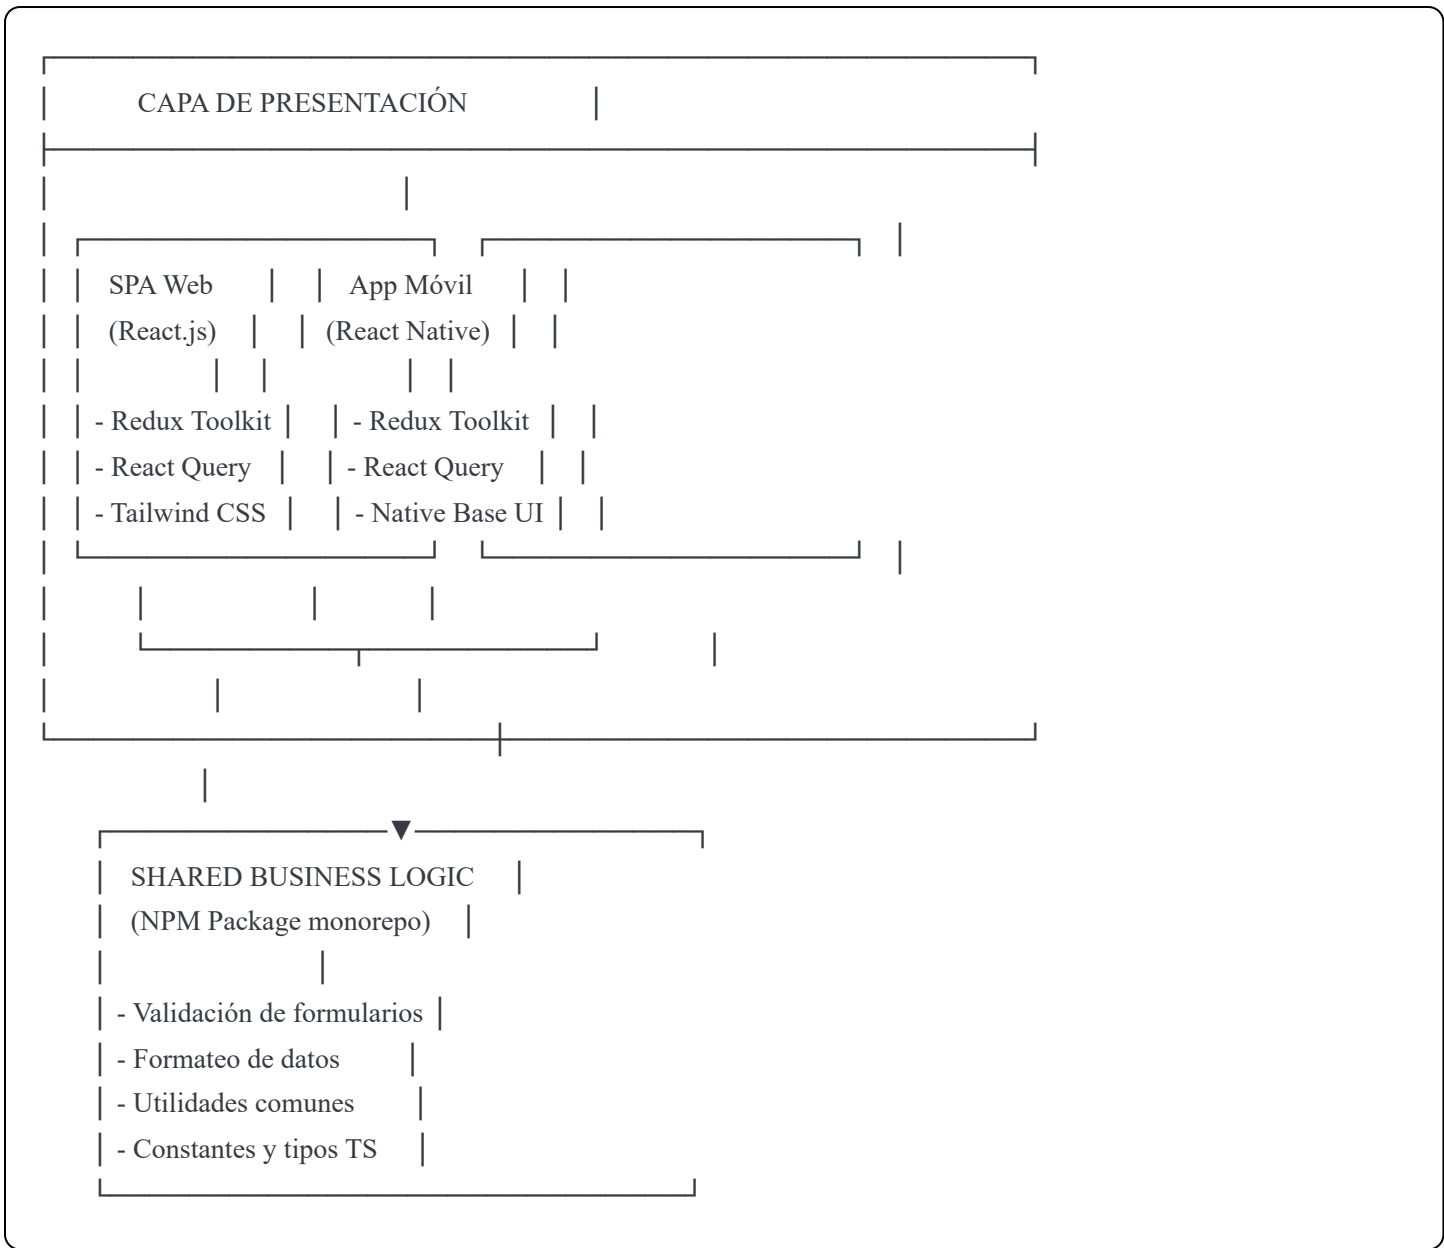 CAPA DE PRESENTACIÓN
SPA Web App Móvil
(React.js) (React Native)
- Redux Toolkit - Redux Toolkit
- React Query - React Query
- Tailwind CSS - Native Base UI
SHARED BUSINESS LOGIC
(NPM Package monorepo)
- Validación de formularios
- Formateo de datos
- Utilidades comunes
- Constantes y tipos TS